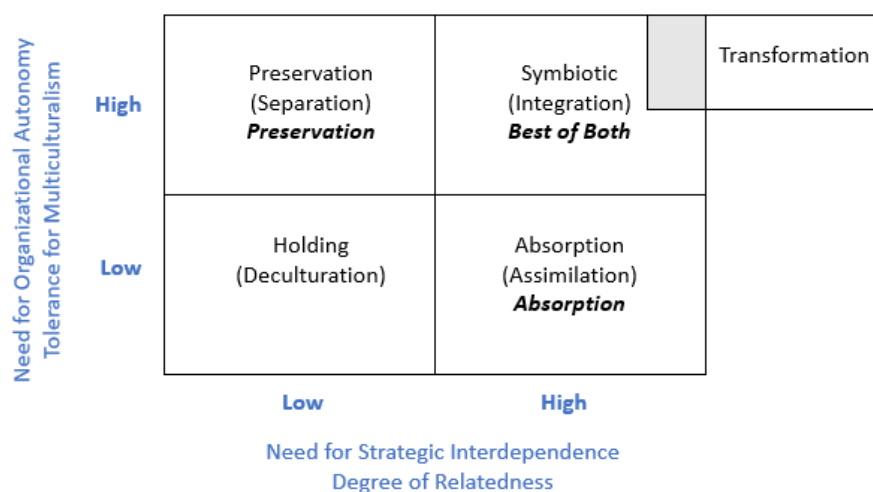 Need for Organizational Autonomy
Tolerance for Multiculturalism
High
Preservation
(Separation)
Preservation
Symbiotic
(Integration)
Best of Both
Transformation
Low
Holding
(Deculturation)
Absorption
(Assimilation)
Absorption
Low
High
Need for Strategic Interdependence
Degree of Relatedness